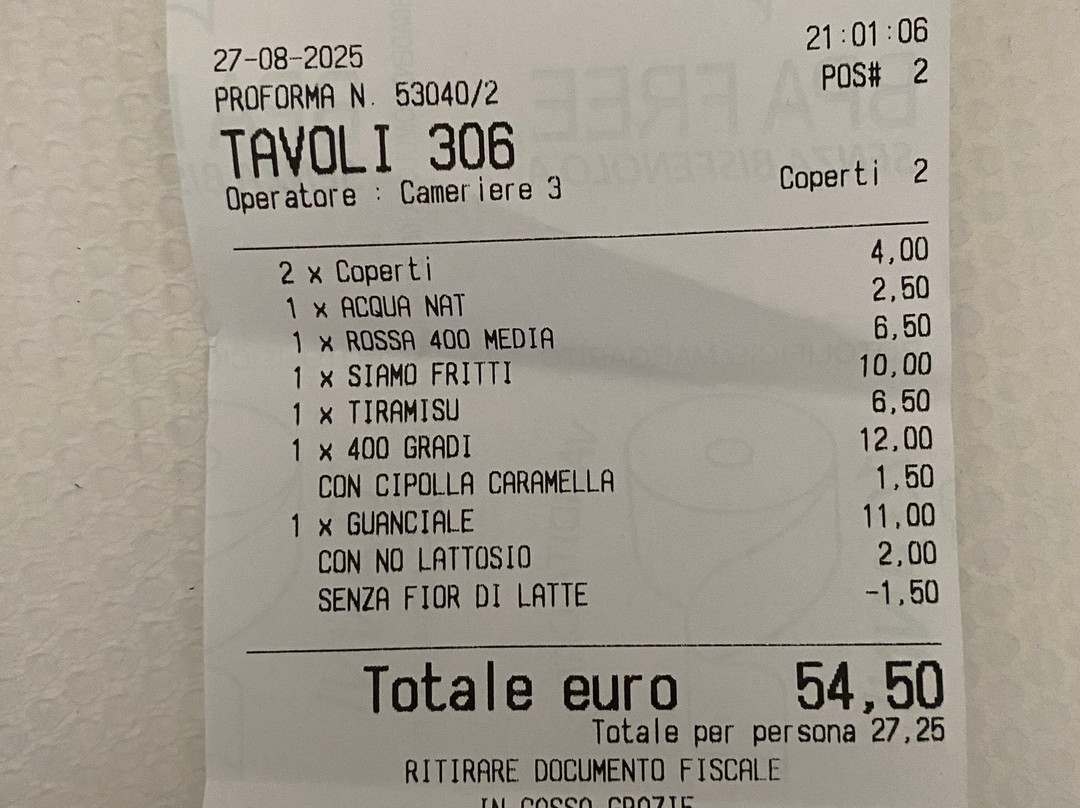 27-08-2025 21:01:06
PROFORMA N. 53040/2 POS# 2
TAVOLI 306
Operatore : Cameriere 3 Coperti 2
2 x Coperti 4,00
1 x ACQUA NAT 2,50
1 x ROSSA 400 MEDIA 6,50
1 x SIAMO FRITTI 10,00
1 x TIRAMISU 6,50
1 x 400 GRADI 12,00
CON CIPOLLA CARAMELLA 1,50
1 x GUANCIALE 11,00
CON NO LATTOSIO 2,00
SENZA FIOR DI LATTE -1,50
Totale euro 54,50
Totale per persona 27,25
RITIRARE DOCUMENTO FISCALE
IN CASSA GRAZIE